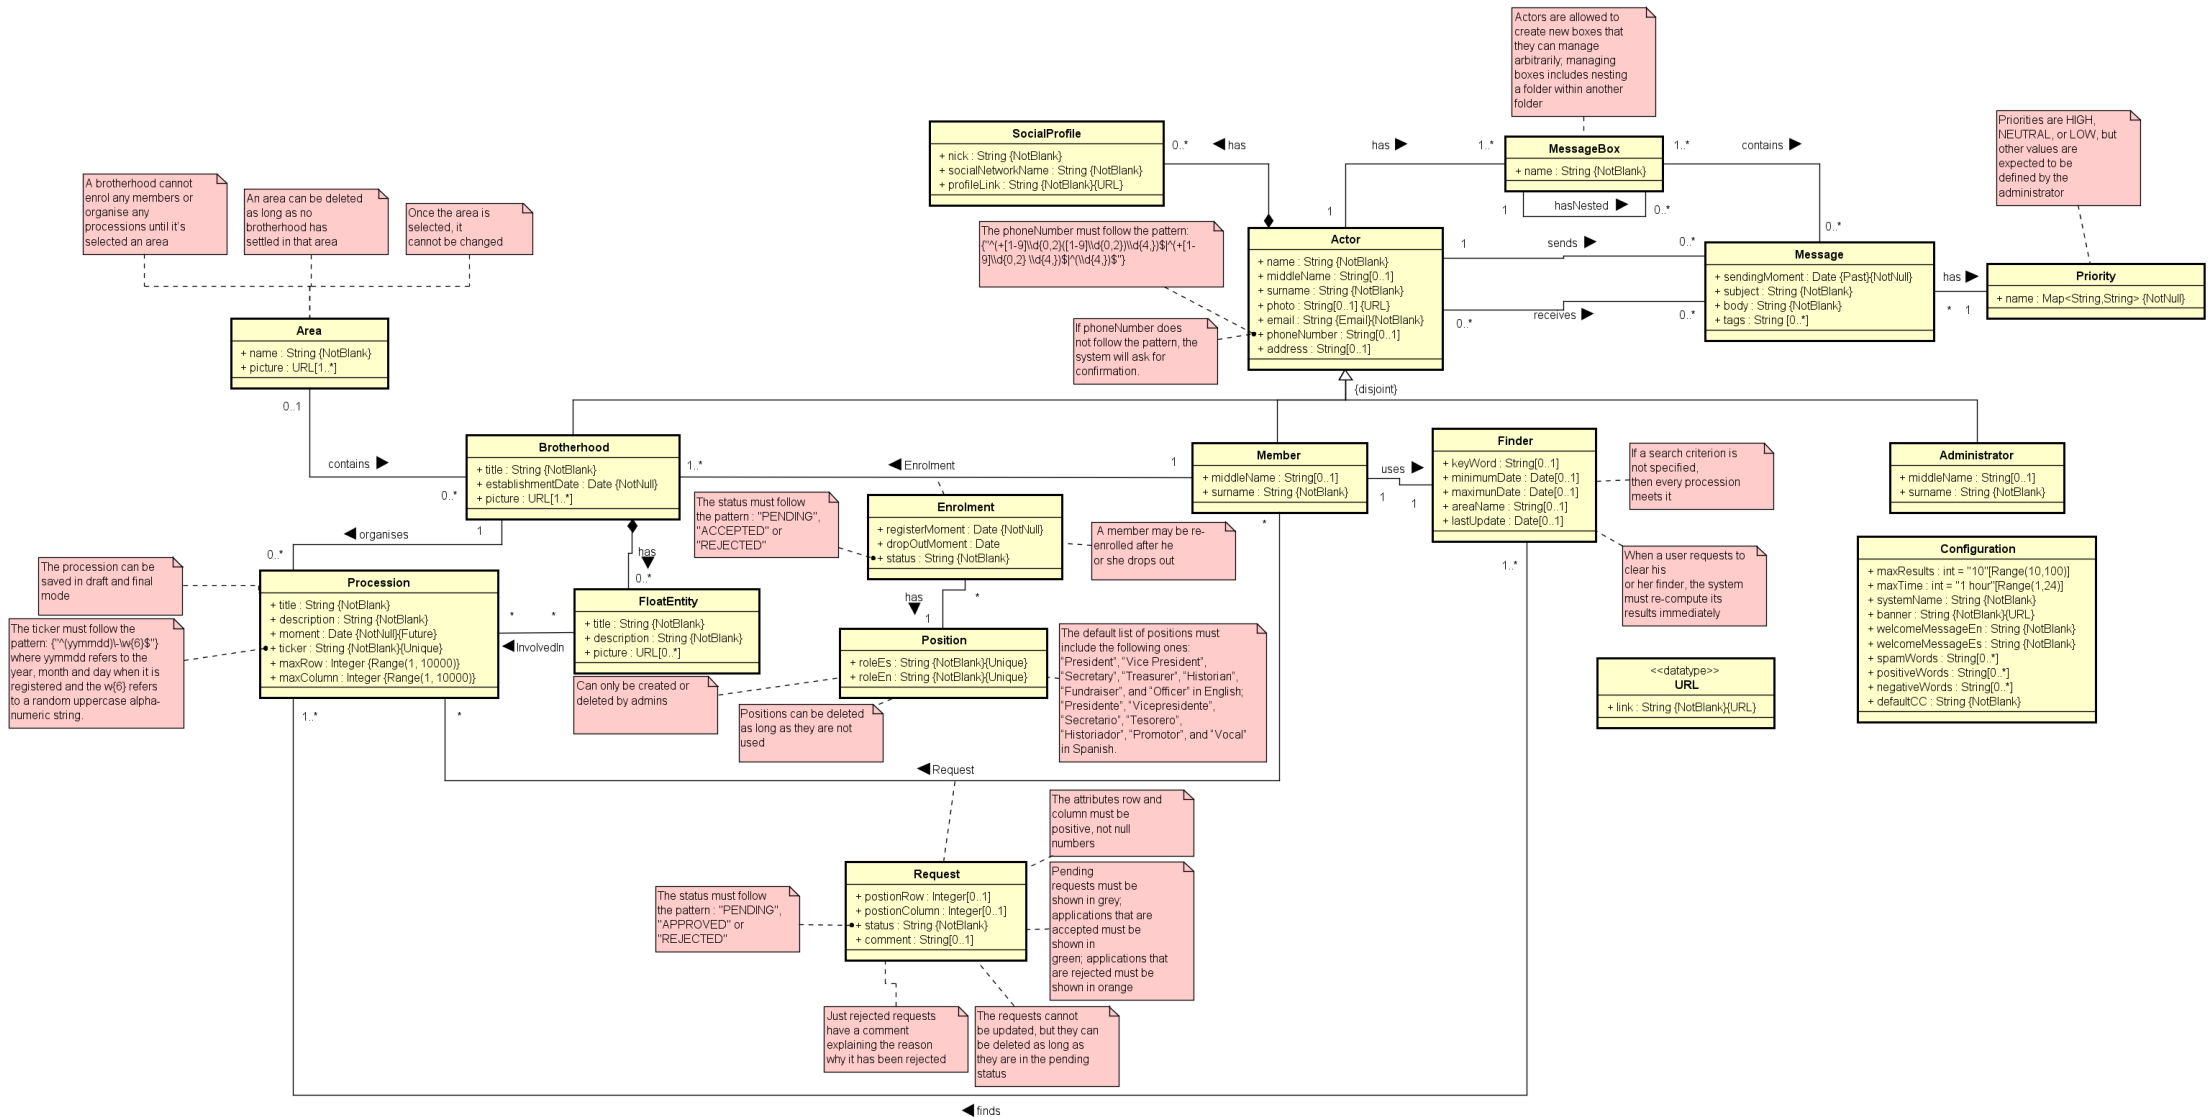 Actors are allowed to
create new boxes that
they can manage
arbitrarily; managing
boxes includes nesting
a folder within another
folder
SocialProfile
+ nick : String {NotBlank}
+ socialNetworkName : String {NotBlank}
+ profileLink : String {NotBlank}{URL}
0..*
◀ has
has ▶
1..*
MessageBox
+ name : String {NotBlank}
1..*
contains ▶
1
hasNested ▶
0..*
Priorities are HIGH,
NEUTRAL, or LOW, but
other values are
expected to be
defined by the
administrator
A brotherhood cannot
enrol any members or
organise any
processions until it's
selected an area
An area can be deleted
as long as no
brotherhood has
settled in that area
Once the area is
selected, it
cannot be changed
The phoneNumber must follow the pattern:
{"^(+[1-9]\\d{0,2}([1-9]\\d{0,2})\\d{4,})$|^(+[1-
9]\\d{0,2} \\d{4,})$|^(\\d{4,})$"}
1
Actor
+ name : String {NotBlank}
+ middleName : String[0..1]
+ surname : String {NotBlank}
+ photo : String[0..1] {URL}
+ email : String {Email}{NotBlank}
+ phoneNumber : String[0..1]
+ address : String[0..1]
1
sends ▶
0..*
0..*
receives ▶
0..*
0..*
Message
+ sendingMoment : Date {Past}{NotNull}
+ subject : String {NotBlank}
+ body : String {NotBlank}
+ tags : String [0..*]
has ▶
* 1
Priority
+ name : Map<String,String> {NotNull}
If phoneNumber does
not follow the pattern, the
system will ask for
confirmation.
{disjoint}
Area
+ name : String {NotBlank}
+ picture : URL[1..*]
0..1
contains ▶
0..*
Brotherhood
+ title : String {NotBlank}
+ establishmentDate : Date {NotNull}
+ picture : URL[1..*]
1..*
◀ Enrolment
1
Member
+ middleName : String[0..1]
+ surname : String {NotBlank}
uses ▶
1
1
Finder
+ keyWord : String[0..1]
+ minimumDate : Date[0..1]
+ maximunDate : Date[0..1]
+ areaName : String[0..1]
+ lastUpdate : Date[0..1]
If a search criterion is
not specified,
then every procession
meets it
Administrator
+ middleName : String[0..1]
+ surname : String {NotBlank}
The status must follow
the pattern : "PENDING",
"ACCEPTED" or
"REJECTED"
Enrolment
+ registerMoment : Date {NotNull}
+ dropOutMoment : Date
+ status : String {NotBlank}
A member may be re-
enrolled after he
or she drops out
*
1
◀ organises
0..*
has
▼
0..*
The procession can be
saved in draft and final
mode
Procession
+ title : String {NotBlank}
+ description : String {NotBlank}
+ moment : Date {NotNull}{Future}
+ ticker : String {NotBlank}{Unique}
+ maxRow : Integer {Range(1, 10000)}
+ maxColumn : Integer {Range(1, 10000)}
The ticker must follow the
pattern: {"^(yymmdd)\-\w{6}$"}
where yymmdd refers to the
year, month and day when it is
registered and the w{6} refers
to a random uppercase alpha-
numeric string.
*
*
◀ InvolvedIn
FloatEntity
+ title : String {NotBlank}
+ description : String {NotBlank}
+ picture : URL[0..*]
has
▼
*
1
Position
+ roleEs : String {NotBlank}{Unique}
+ roleEn : String {NotBlank}{Unique}
Can only be created or
deleted by admins
Positions can be deleted
as long as they are not
used
The default list of positions must
include the following ones:
"President", "Vice President",
"Secretary", "Treasurer", "Historian",
"Fundraiser", and "Officer" in English;
"Presidente", "Vicepresidente",
"Secretario", "Tesorero",
"Historiador", "Promotor", and "Vocal"
in Spanish.
When a user requests to
clear his
or her finder, the system
must re-compute its
results immediately
1..*
<<datatype>>
URL
+ link : String {NotBlank}{URL}
Configuration
+ maxResults : int = "10"[Range(10,100)]
+ maxTime : int = "1 hour"[Range(1,24)]
+ systemName : String {NotBlank}
+ banner : String {NotBlank}{URL}
+ welcomeMessageEn : String {NotBlank}
+ welcomeMessageEs : String {NotBlank}
+ spamWords : String[0..*]
+ positiveWords : String[0..*]
+ negativeWords : String[0..*]
+ defaultCC : String {NotBlank}
1..*
*
◀ Request
The attributes row and
column must be
positive, not null
numbers
Request
+ postionRow : Integer[0..1]
+ postionColumn : Integer[0..1]
+ status : String {NotBlank}
+ comment : String[0..1]
The status must follow
the pattern : "PENDING",
"APPROVED" or
"REJECTED"
Pending
requests must be
shown in grey;
applications that are
accepted must be
shown in
green; applications that
are rejected must be
shown in orange
Just rejected requests
have a comment
explaining the reason
why it has been rejected
The requests cannot
be updated, but they can
be deleted as long as
they are in the pending
status
◀ finds